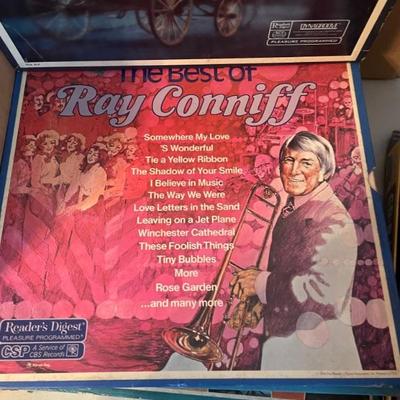 Reader's Digest
DYNAGROOVE
PLEASURE PROGRAMMED
The Best of
Ray Conniff
Somewhere My Love
'S Wonderful
Tie a Yellow Ribbon
The Shadow of Your Smile
I Believe in Music
The Way We Were
Love Letters in the Sand
Leaving on a Jet Plane
Winchester Cathedral
These Foolish Things
Tiny Bubbles
More
Rose Garden
...and many more
Reader's Digest
PLEASURE PROGRAMMED
CSP A Service of
CBS Records